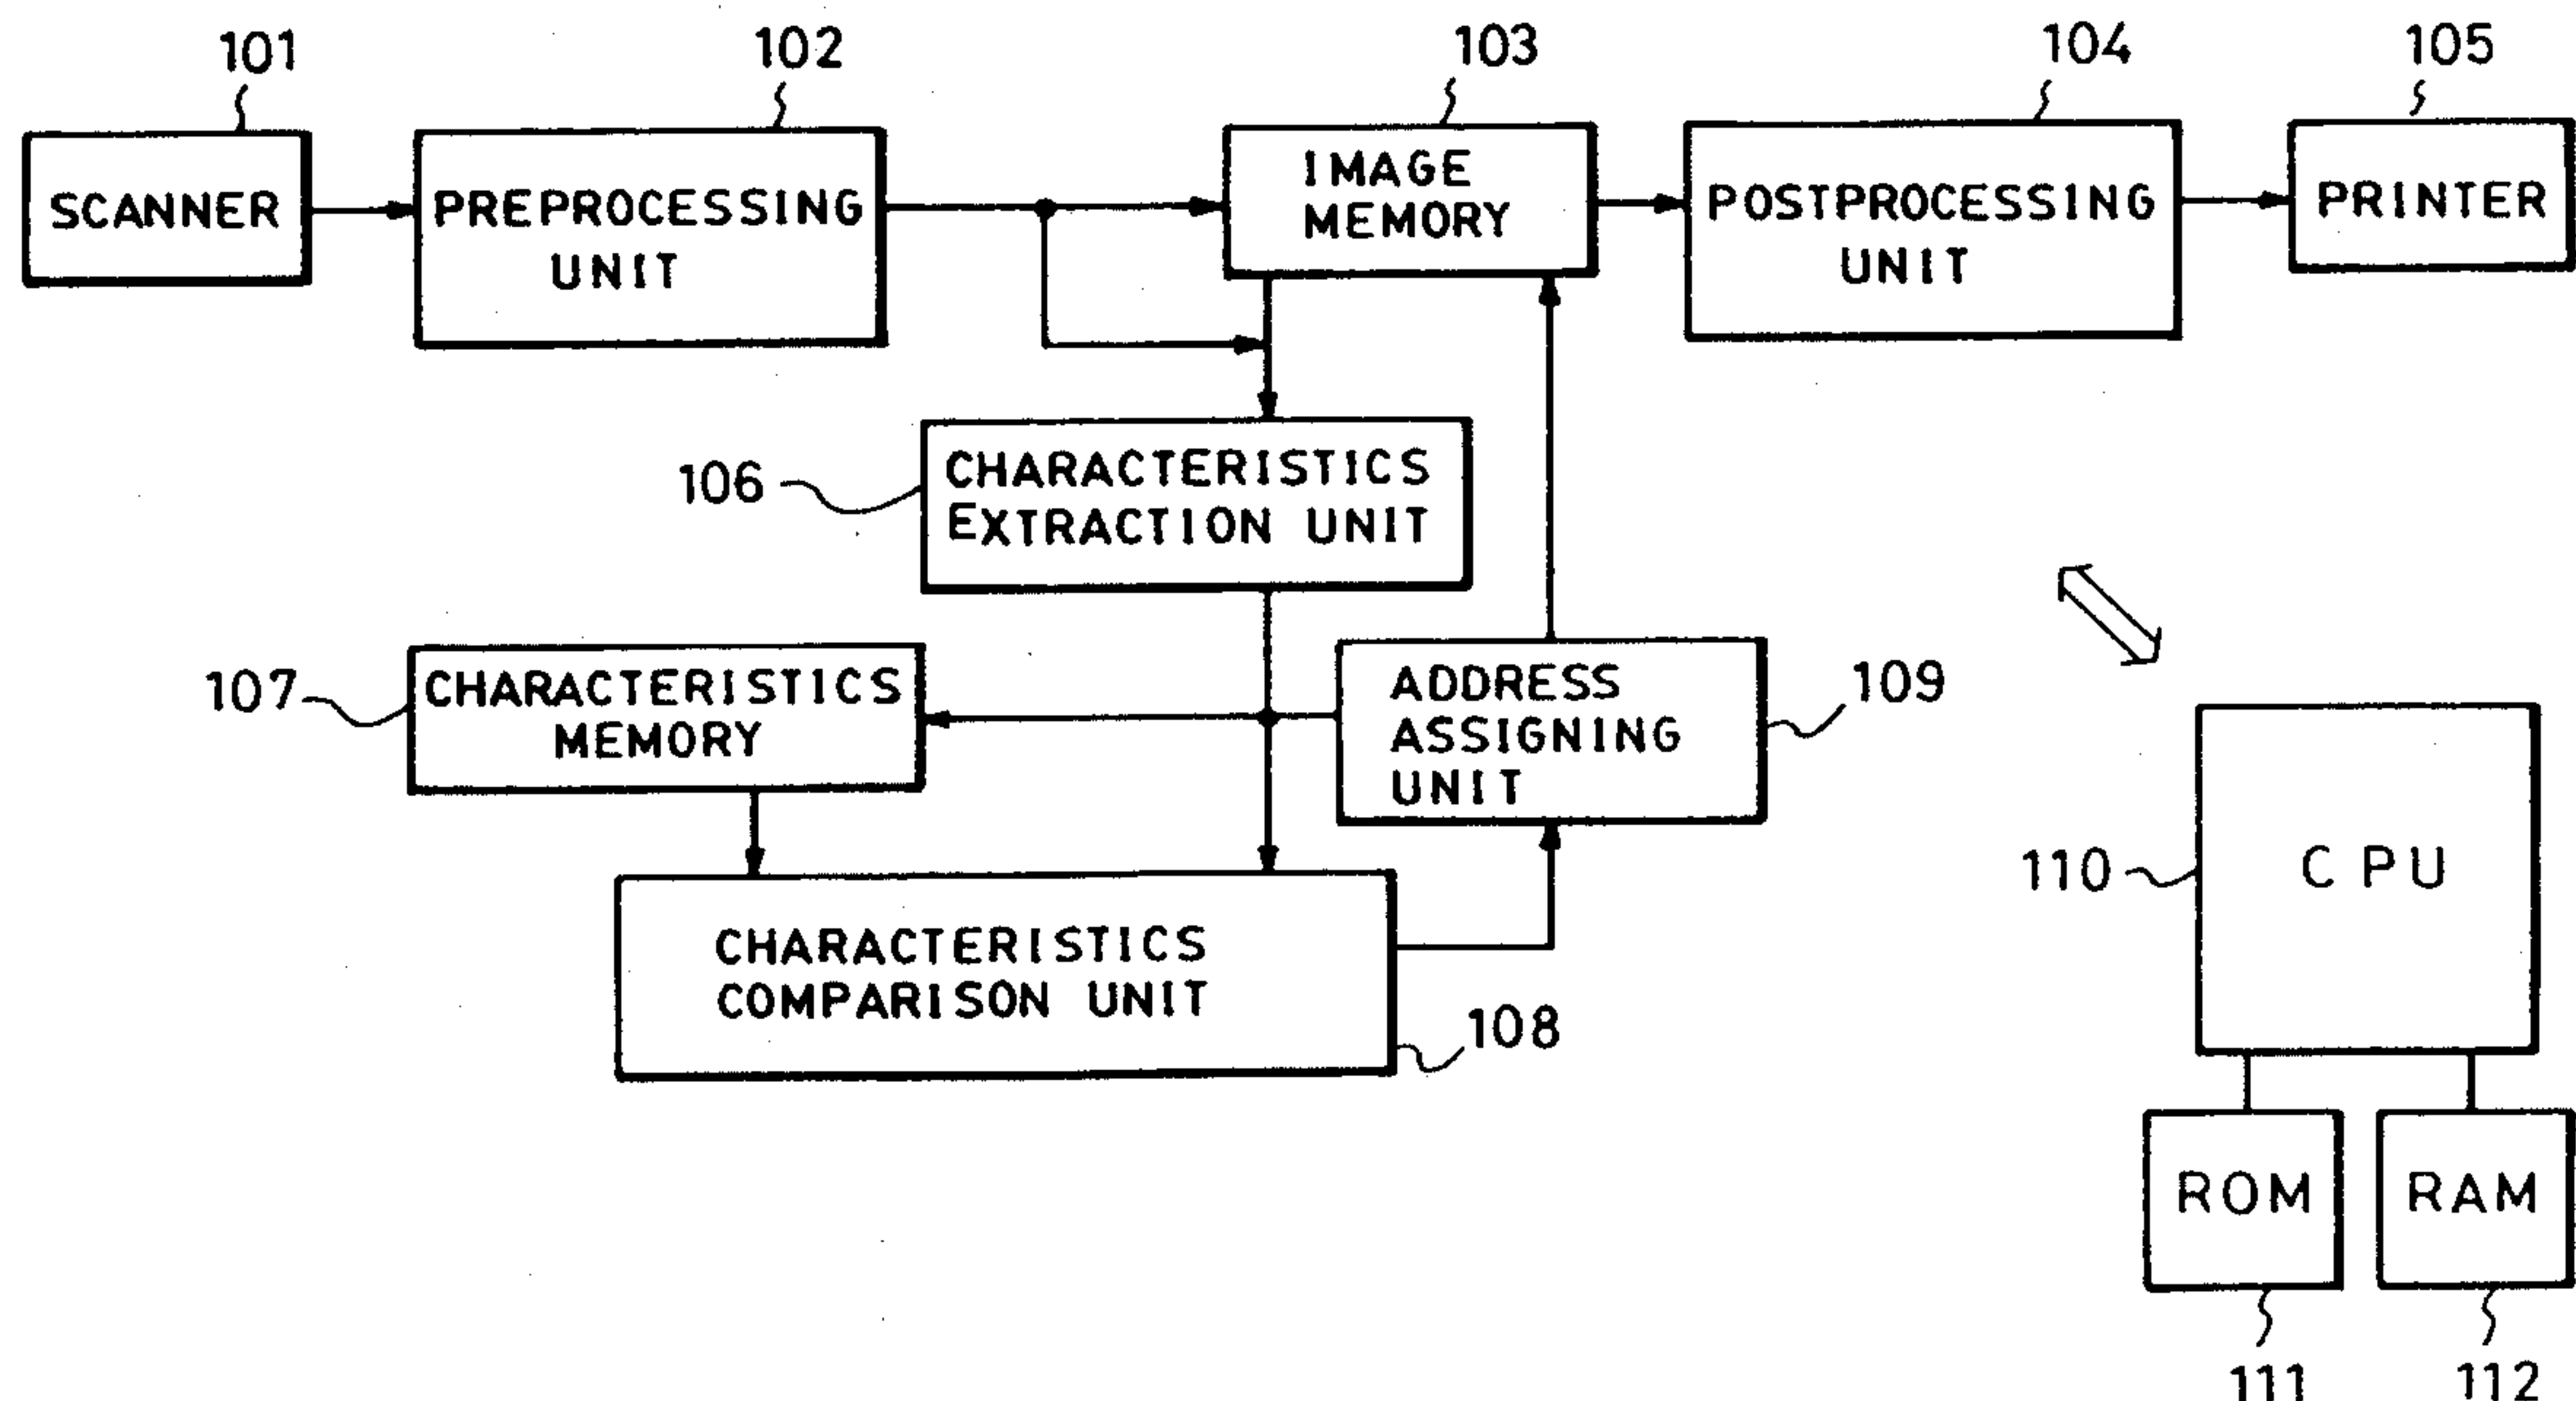 101
102
103
104
105
SCANNER
PREPROCESSING
UNIT
IMAGE
MEMORY
POSTPROCESSING
UNIT
PRINTER
106
CHARACTERISTICS
EXTRACTION UNIT
107
CHARACTERISTICS
MEMORY
ADDRESS
ASSIGNING
UNIT
109
CHARACTERISTICS
COMPARISON UNIT
108
110
CPU
ROM
RAM
111
112